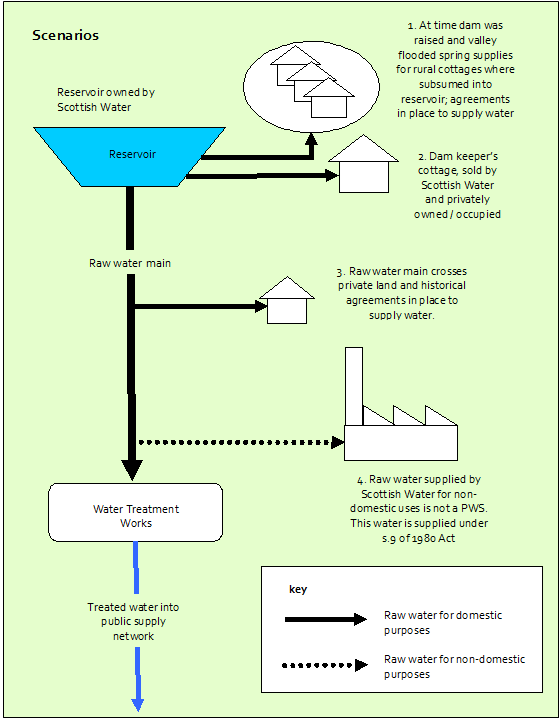 Scenarios
1. At time dam was
raised and valley
flooded spring supplies
for rural cottages where
subsumed into
reservoir; agreements
in place to supply water
Reservoir owned by
Scottish Water
Reservoir
2. Dam keeper's
cottage, sold by
Scottish Water
and privately
owned / occupied
Raw water main
3. Raw water main crosses
private land and historical
agreements in place to
supply water.
4. Raw water supplied by
Scottish Water for non-
domestic uses is not a PWS.
This water is supplied under
s.9 of 1980 Act
Water Treatment
Works
Treated water into
public supply
network
key
Raw water for domestic
purposes
Raw water for non-domestic
purposes